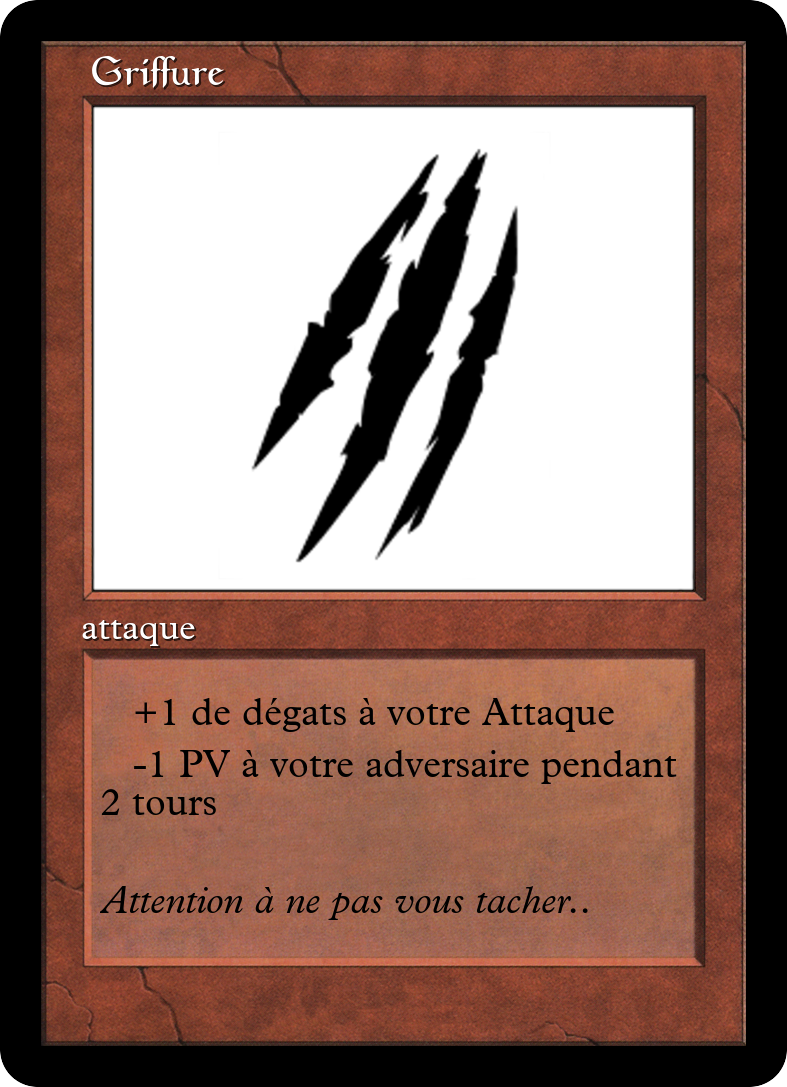 Griffure
attaque
+1 de dégats à votre Attaque
-1 PV à votre adversaire pendant
2 tours
Attention à ne pas vous tacher..